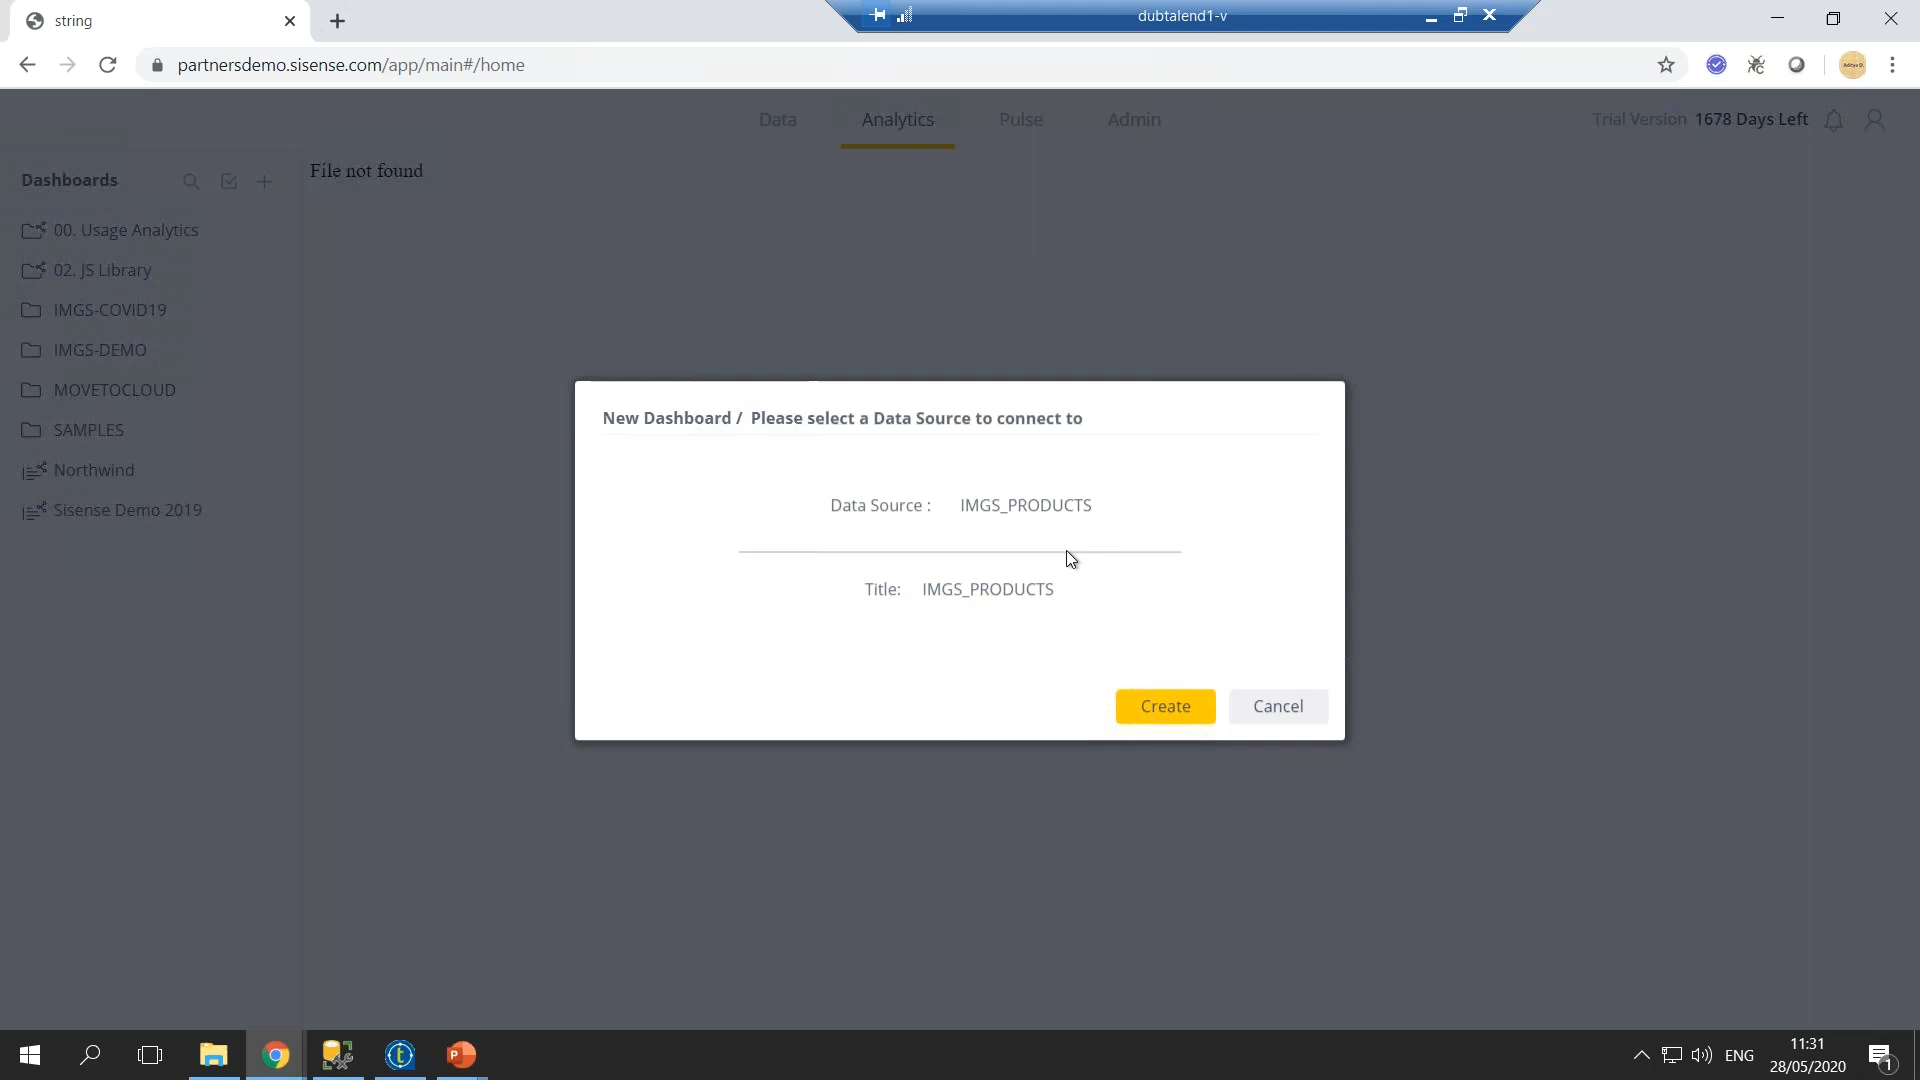 string
dubtalend1-v
partnersdemo.sisense.com/app/main#/home
Data
Analytics
Pulse
Admin
Trial Version 1678 Days Left
Dashboards
File not found
00. Usage Analytics
02. JS Library
IMGS-COVID19
IMGS-DEMO
MOVETOCLOUD
SAMPLES
Northwind
Sisense Demo 2019
New Dashboard / Please select a Data Source to connect to
Data Source : IMGS_PRODUCTS
Title: IMGS_PRODUCTS
Create
Cancel
ENG
11:31
28/05/2020
1